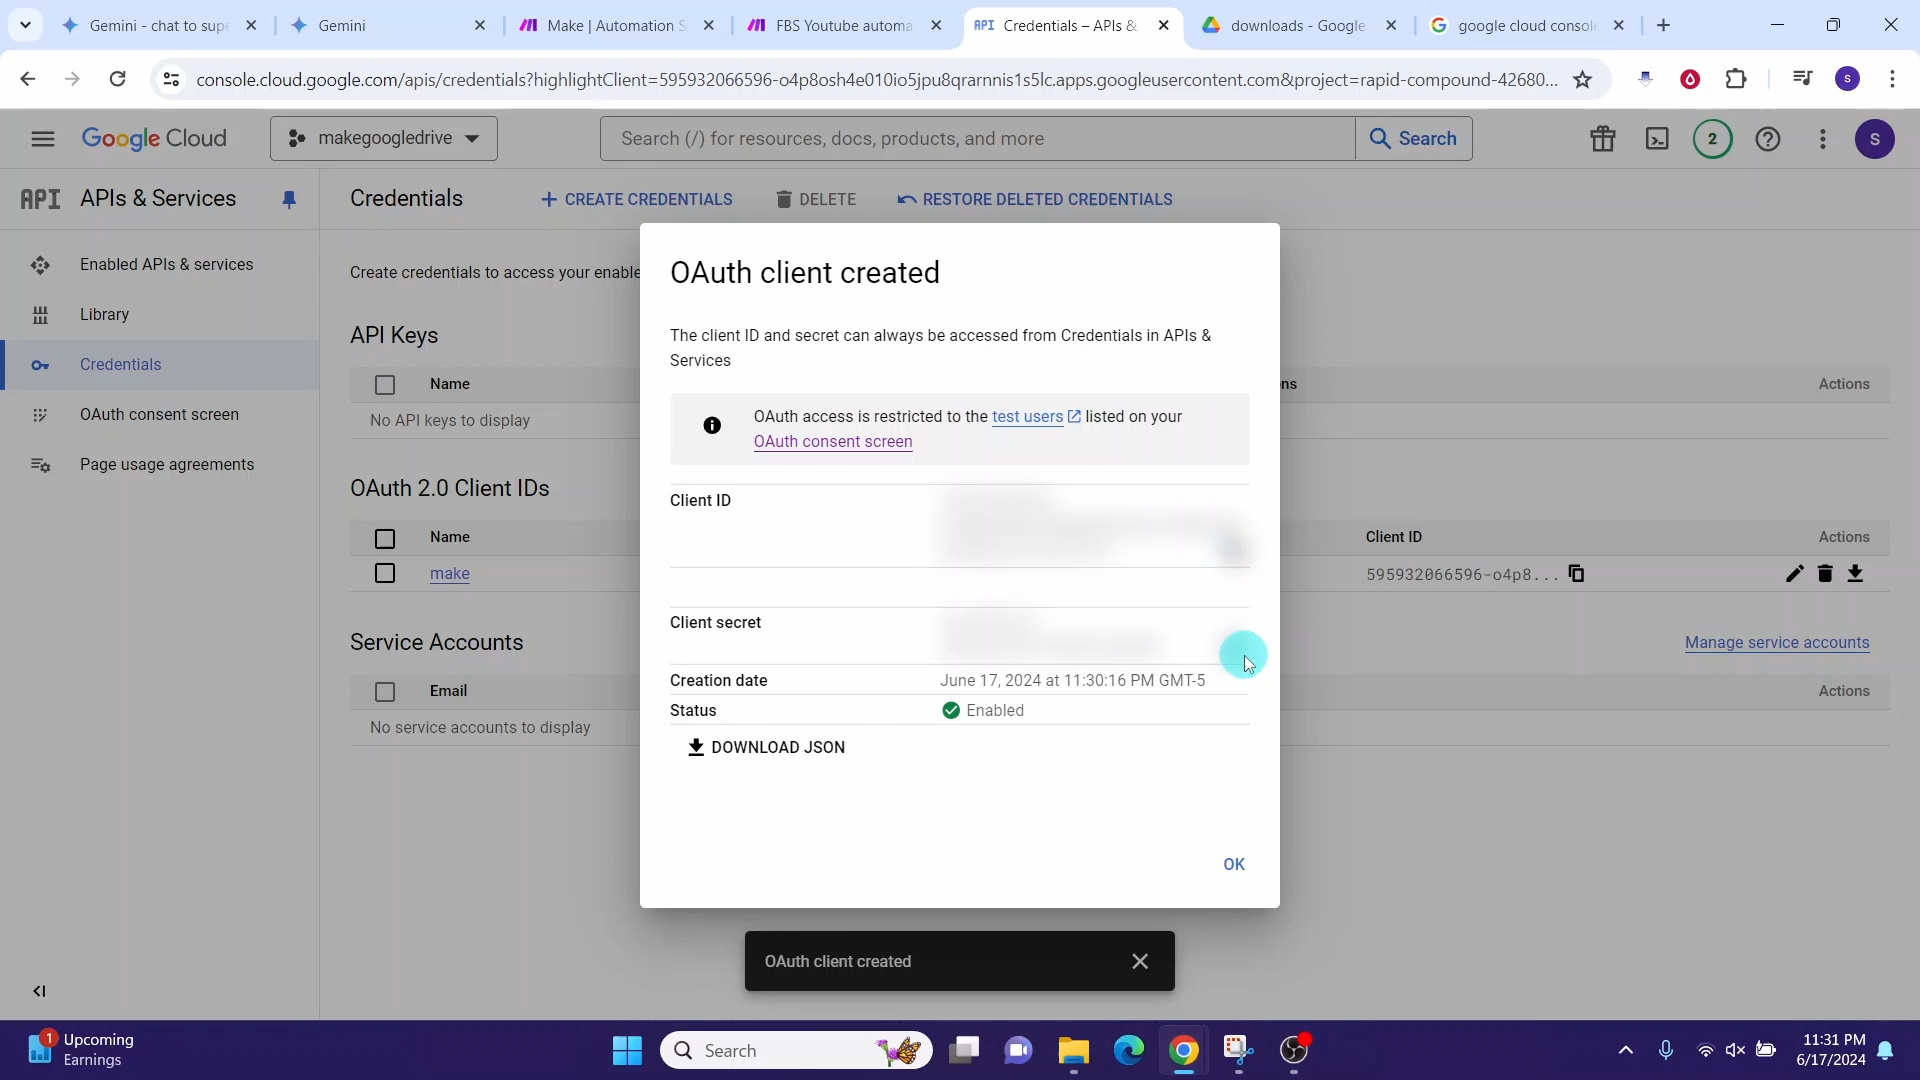 Gemini - chat to supe
Gemini
Make | Automation S
FBS Youtube automa
API Credentials – APIs &
downloads - Google
google cloud consol
console.cloud.google.com/apis/credentials?highlightClient=595932066596-o4p8osh4e010io5jpu8qrarnnis1s5lc.apps.googleusercontent.com&project=rapid-compound-42680...
S
Google Cloud
makegoogledrive
Search (/) for resources, docs, products, and more
Search
2
S
API APIs & Services
Credentials
CREATE CREDENTIALS
DELETE
RESTORE DELETED CREDENTIALS
Enabled APIs & services
Library
Credentials
OAuth consent screen
Page usage agreements
Create credentials to access your enable
API Keys
Name
ns
Actions
No API keys to display
OAuth 2.0 Client IDs
Name
Client ID
Actions
make
595932066596-o4p8...
Service Accounts
Manage service accounts
Email
Actions
No service accounts to display
OAuth client created
The client ID and secret can always be accessed from Credentials in APIs &
Services
OAuth access is restricted to the test users listed on your
OAuth consent screen
Client ID
Client secret
Creation date
June 17, 2024 at 11:30:16 PM GMT-5
Status
Enabled
DOWNLOAD JSON
OK
OAuth client created
1
Upcoming
Earnings
Search
11:31 PM
6/17/2024